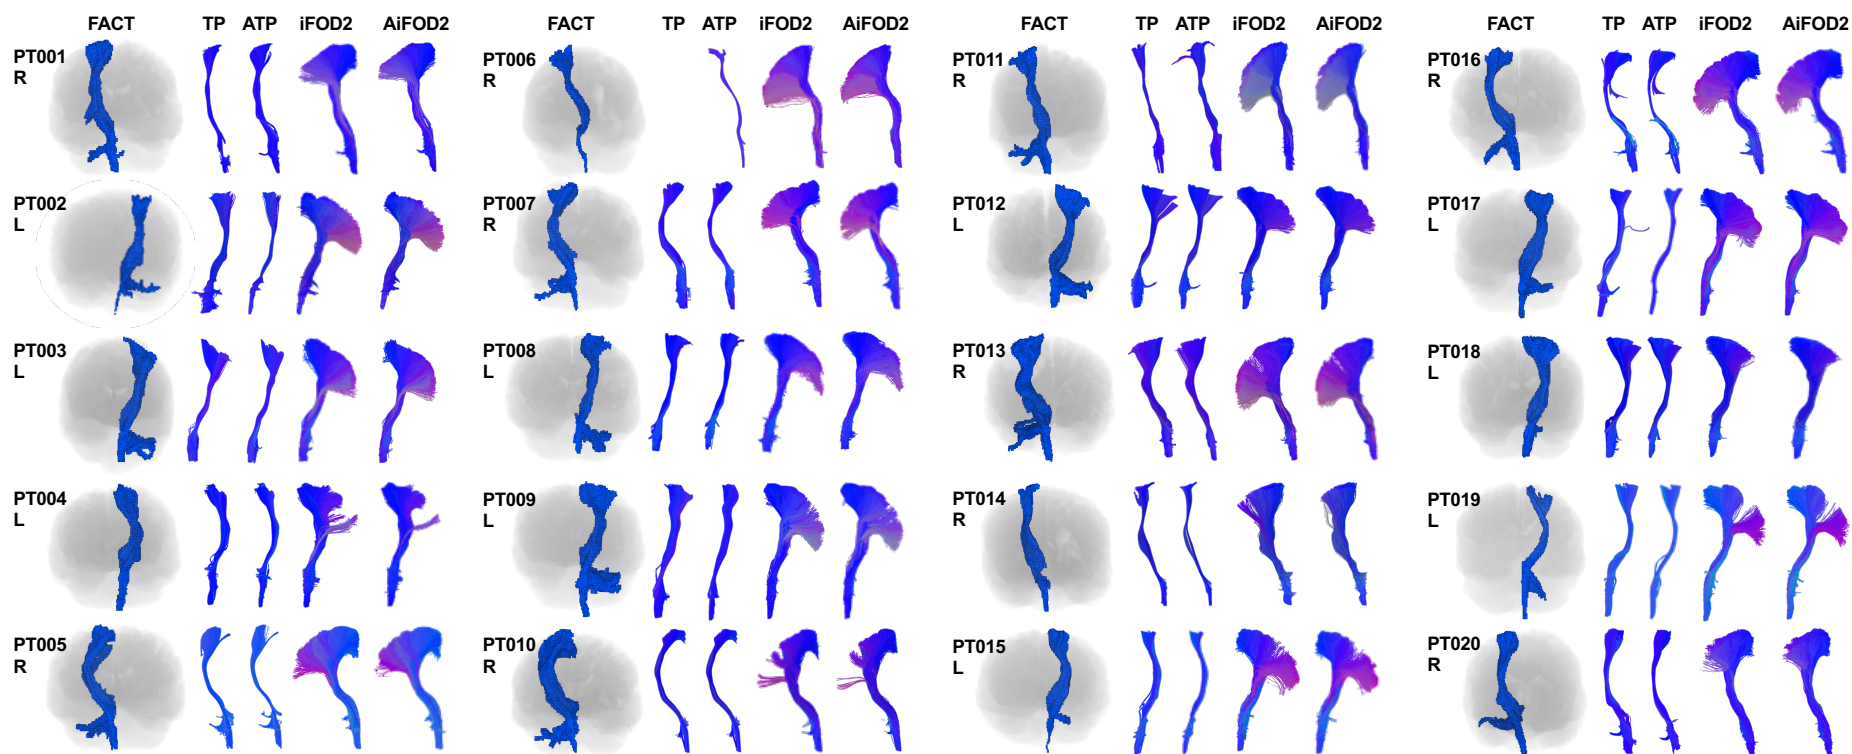 FACT TP ATP iFOD2 AiFOD2
PT001
R
PT002
L
PT003
L
PT004
L
PT005
R
FACT TP ATP iFOD2 AiFOD2
PT006
R
PT007
R
PT008
L
PT009
L
PT010
R
FACT TP ATP iFOD2 AiFOD2
PT011
R
PT012
L
PT013
R
PT014
R
PT015
L
FACT TP ATP iFOD2 AiFOD2
PT016
R
PT017
L
PT018
L
PT019
L
PT020
R